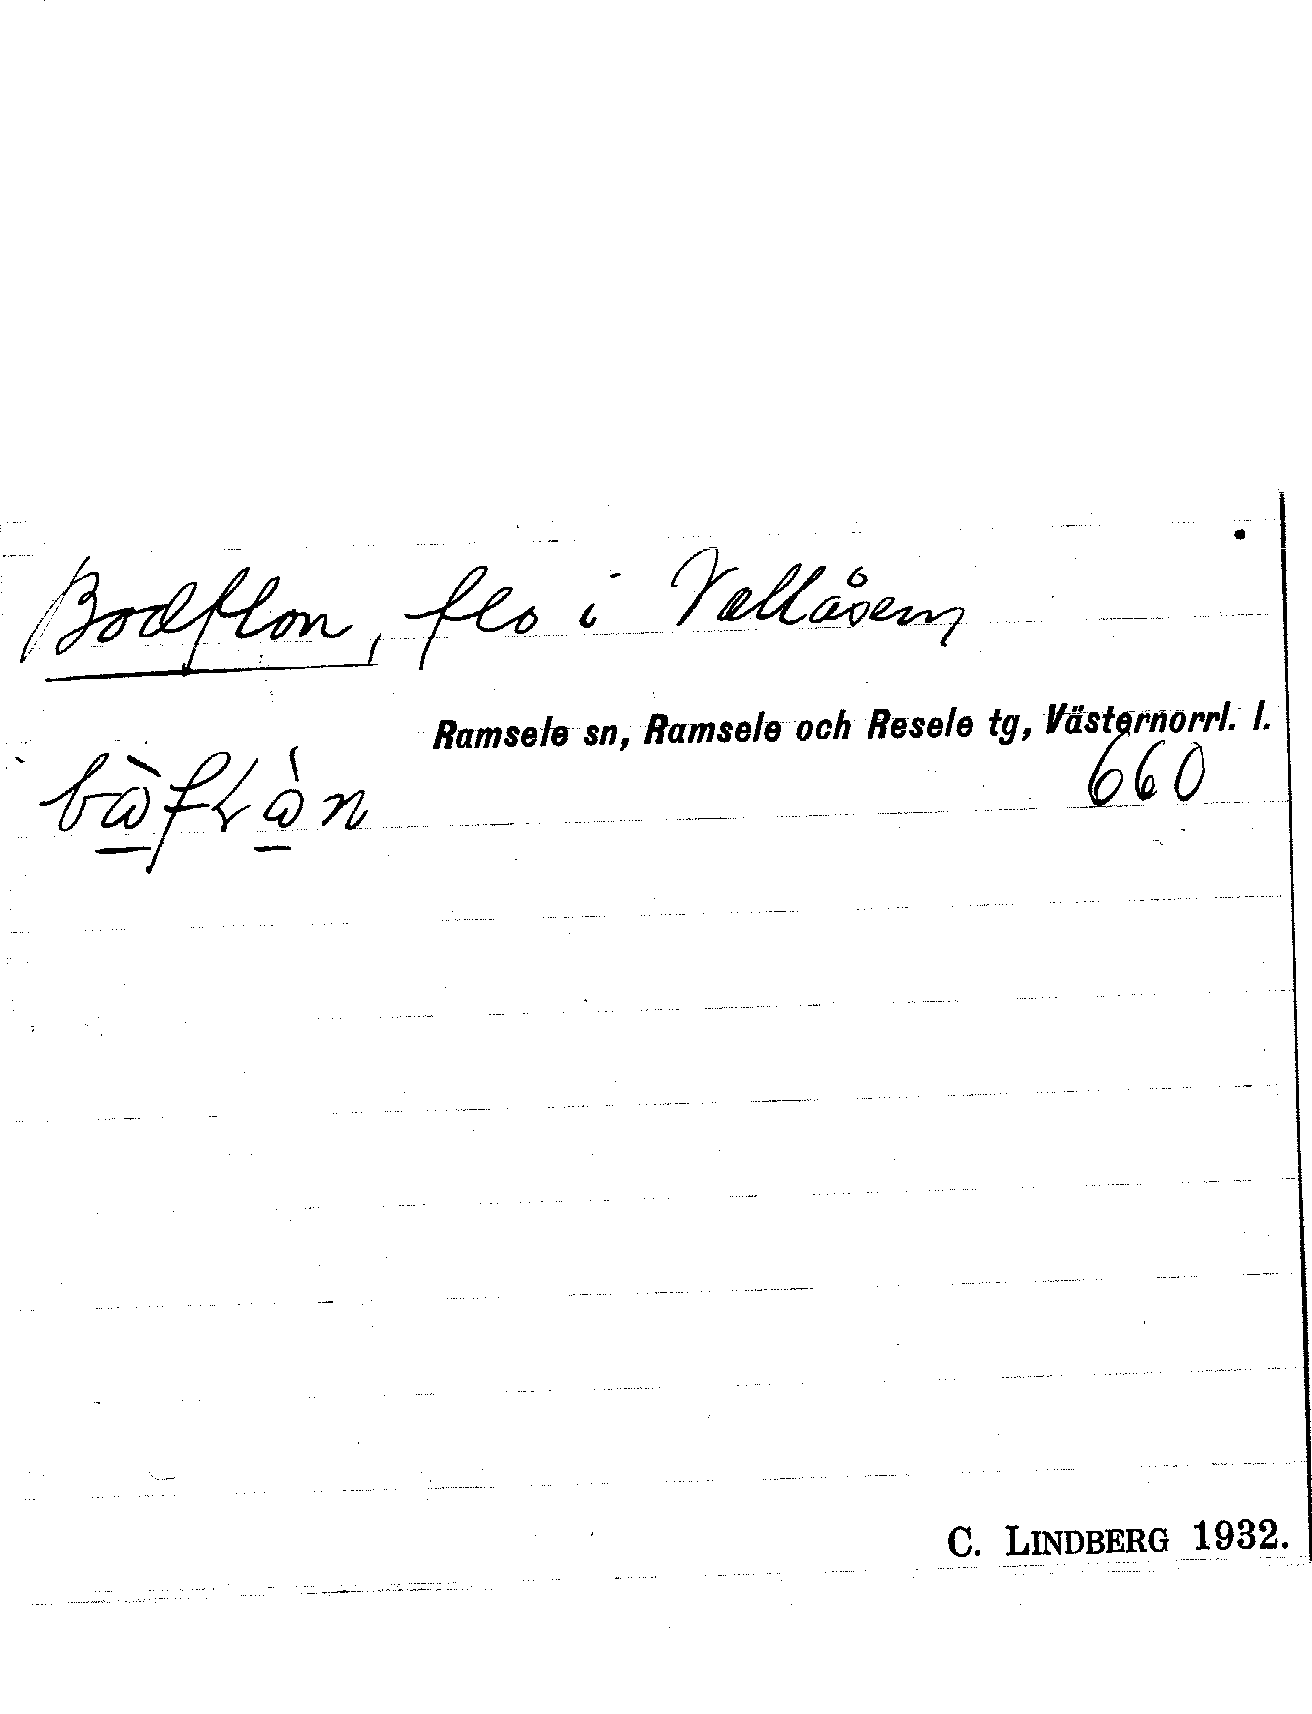 Bodflon, flo i Vallåsen
Ramsele sn, Ramsele och Resele tg, Västernorrl. l.
660
C. LINDBERG 1932.